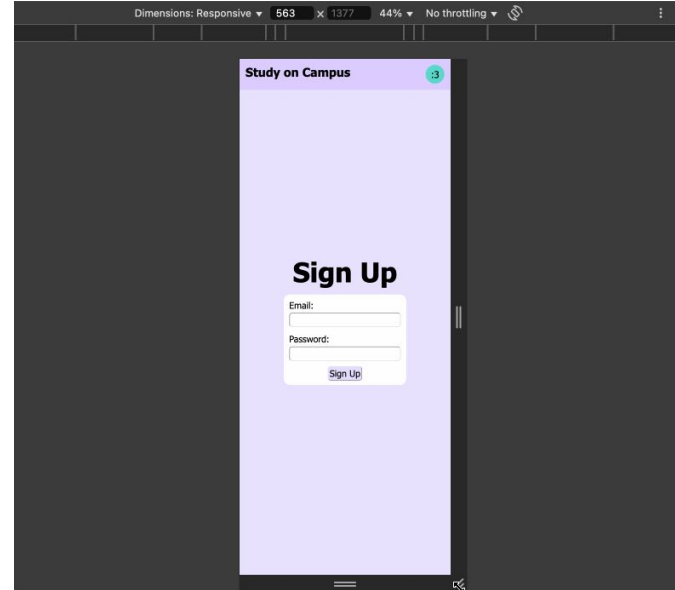 Dimensions: Responsive ▼ 563 × 1377 44% ▼ No throttling ▼
Study on Campus :3
Sign Up
Email:
Password:
Sign Up